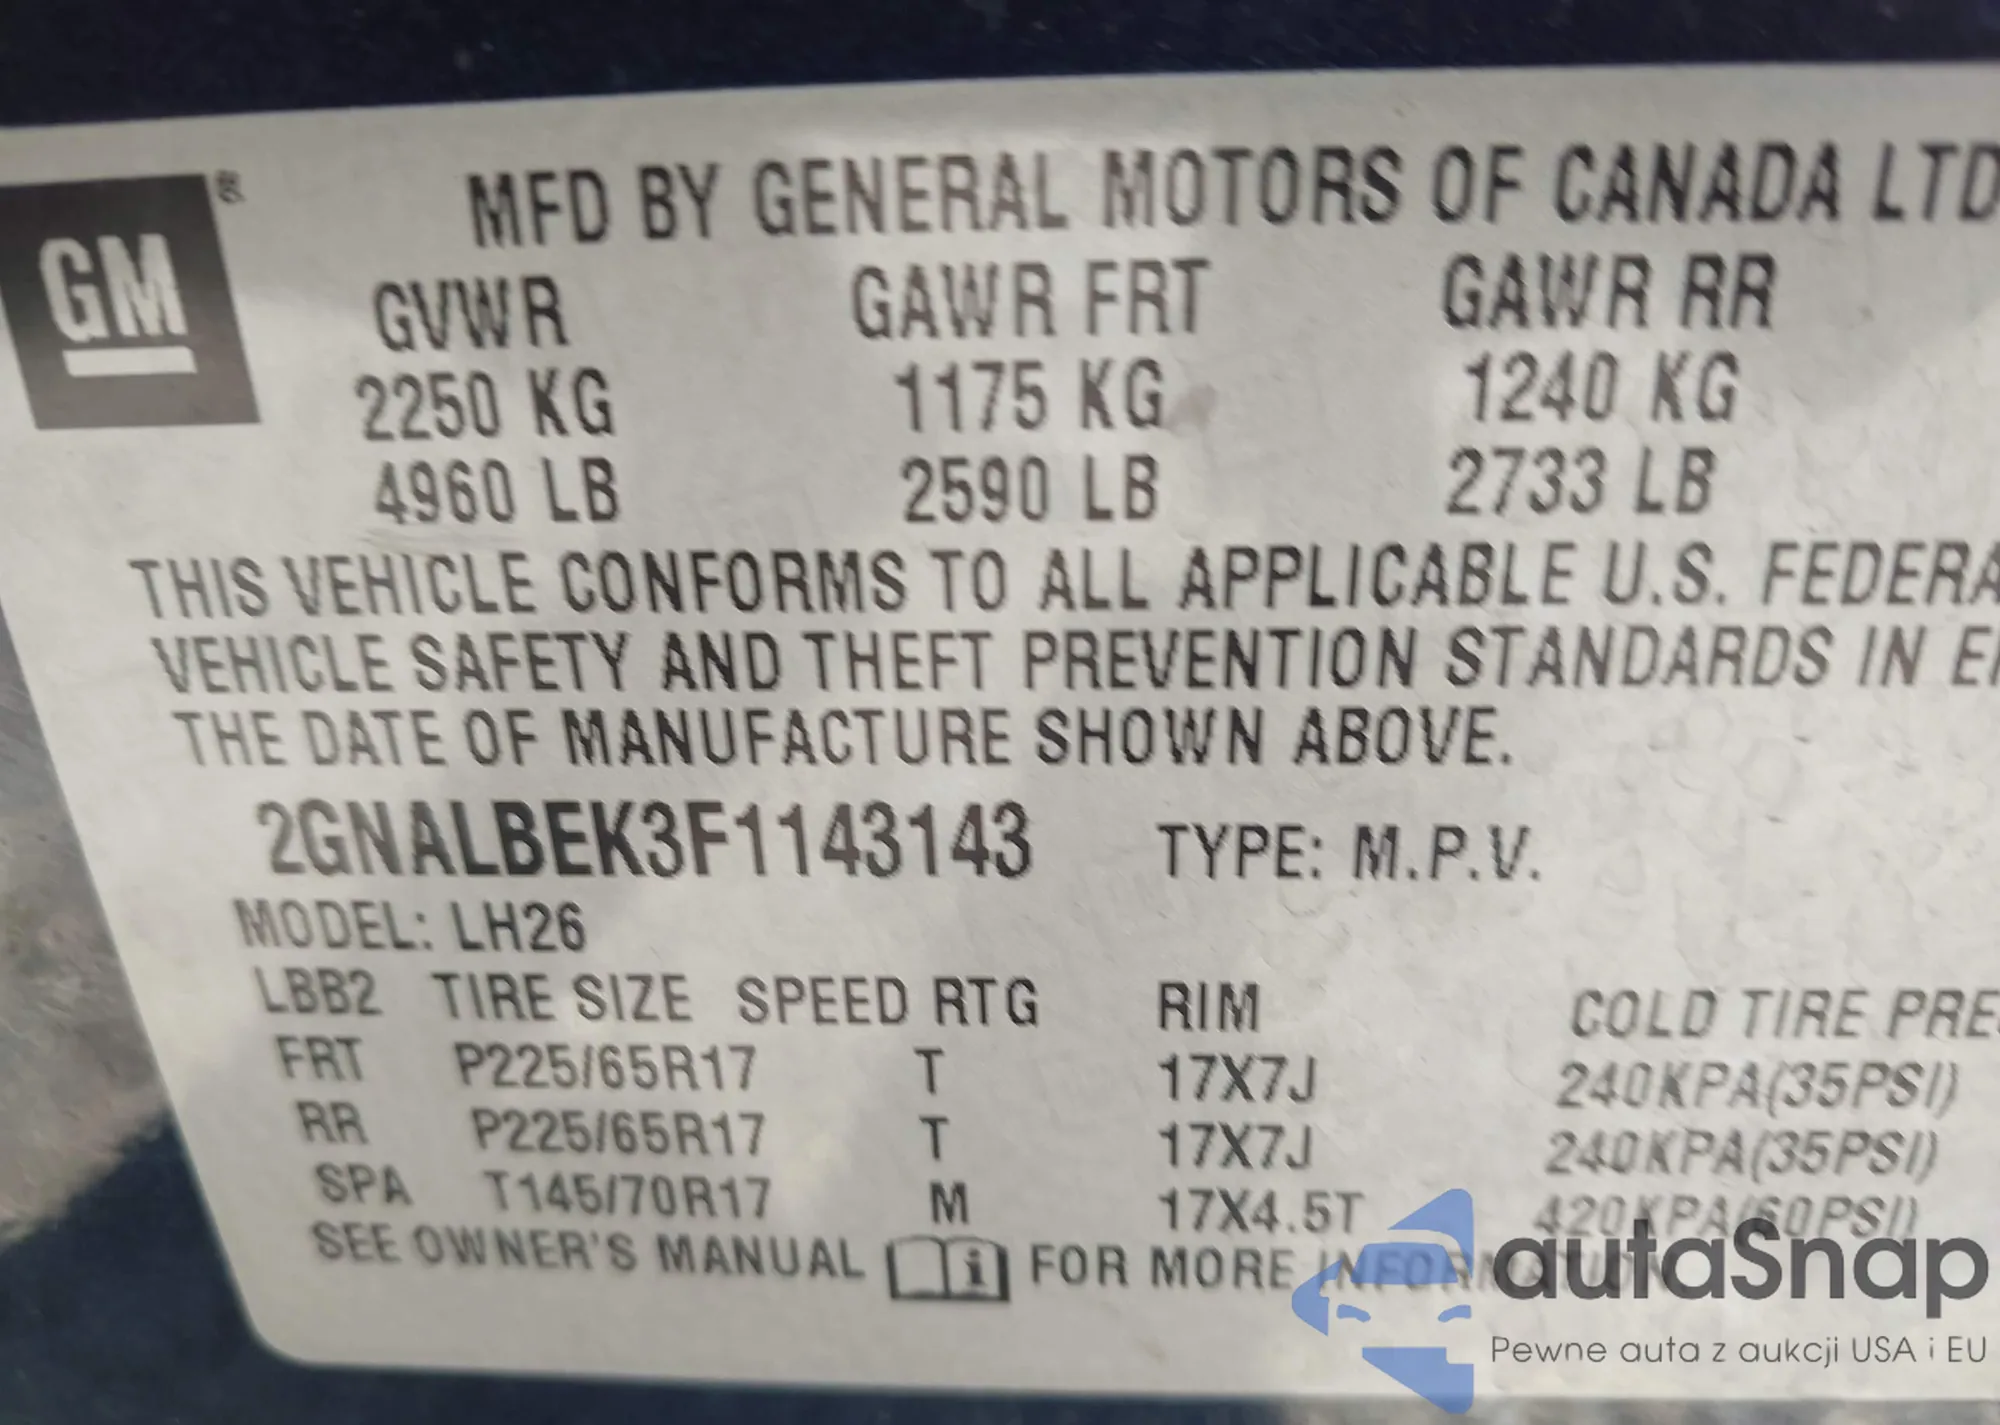 GM
®
MFD BY GENERAL MOTORS OF CANADA LTD
GVWR GAWR FRT GAWR RR
2250 KG 1175 KG 1240 KG
4960 LB 2590 LB 2733 LB
THIS VEHICLE CONFORMS TO ALL APPLICABLE U.S. FEDERA
VEHICLE SAFETY AND THEFT PREVENTION STANDARDS IN
THE DATE OF MANUFACTURE SHOWN ABOVE.
2GNALBEK3F1143143 TYPE: M.P.V.
MODEL: LH26
LBB2 TIRE SIZE SPEED RTG RIM COLD TIRE PRE
FRT P225/65R17 T 17X7J 240KPA(35PSI)
RR P225/65R17 T 17X7J 240KPA(35PSI)
SPA T145/70R17 M 17X4.5T 420KPA(60PSI)
SEE OWNER'S MANUAL i FOR MORE INFORMATION
autaSnap
Pewne auta z aukcji USA i EU